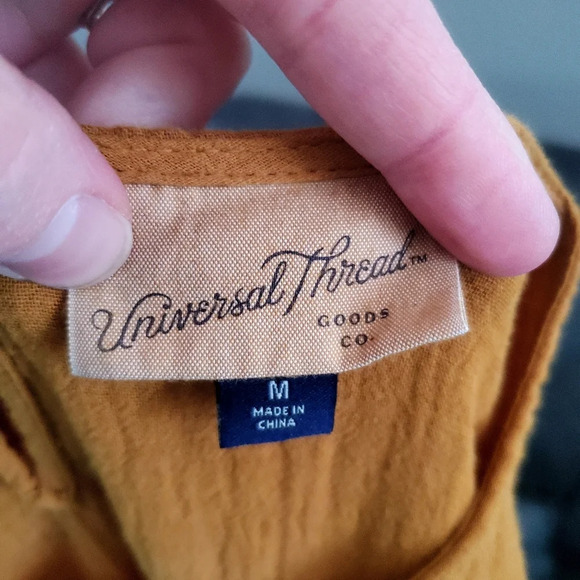 Universal Thread™
GOODS
CO.
M
MADE IN
CHINA